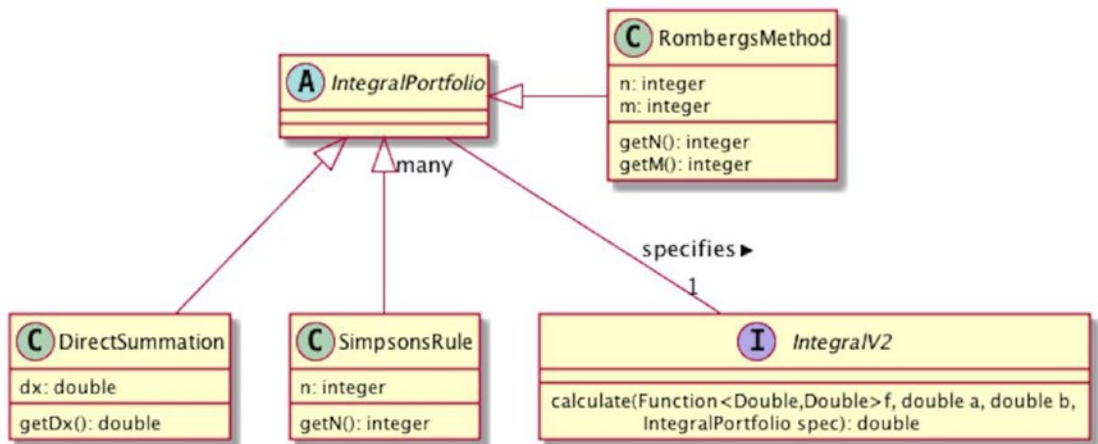 C RombergsMethod
n: integer
m: integer
getN(): integer
getM(): integer
A IntegralPortfolio
many
specifies ▶
1
C DirectSummation
dx: double
getDx(): double
C SimpsonsRule
n: integer
getN(): integer
I IntegralV2
calculate(Function<Double,Double>f, double a, double b,
IntegralPortfolio spec): double